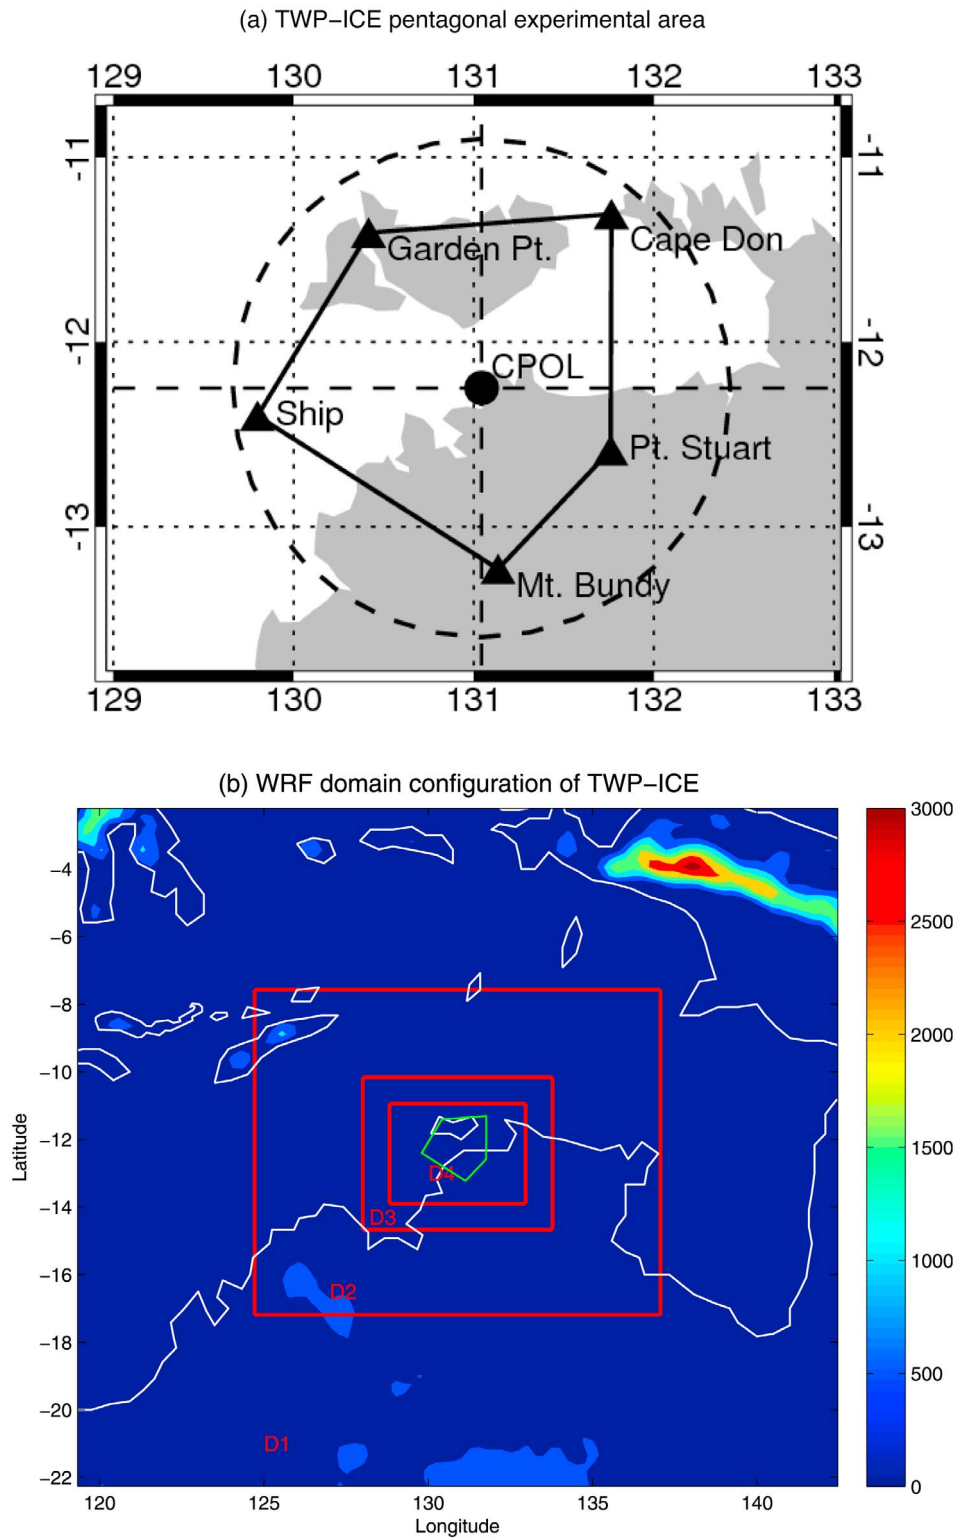 (a) TWP−ICE pentagonal experimental area
129 130 131 132 133
-11 -11
Garden Pt. Cape Don
-12 -12
CPOL
Ship
Pt. Stuart
-13 -13
Mt. Bundy
129 130 131 132 133
(b) WRF domain configuration of TWP−ICE
3000
−4
2500
−6
−8
2000
−10
Latitude
−12
1500
D4
−14
D3
1000
−16
D2
−18
500
−20
D1
−22
0
120 125 130 135 140
Longitude